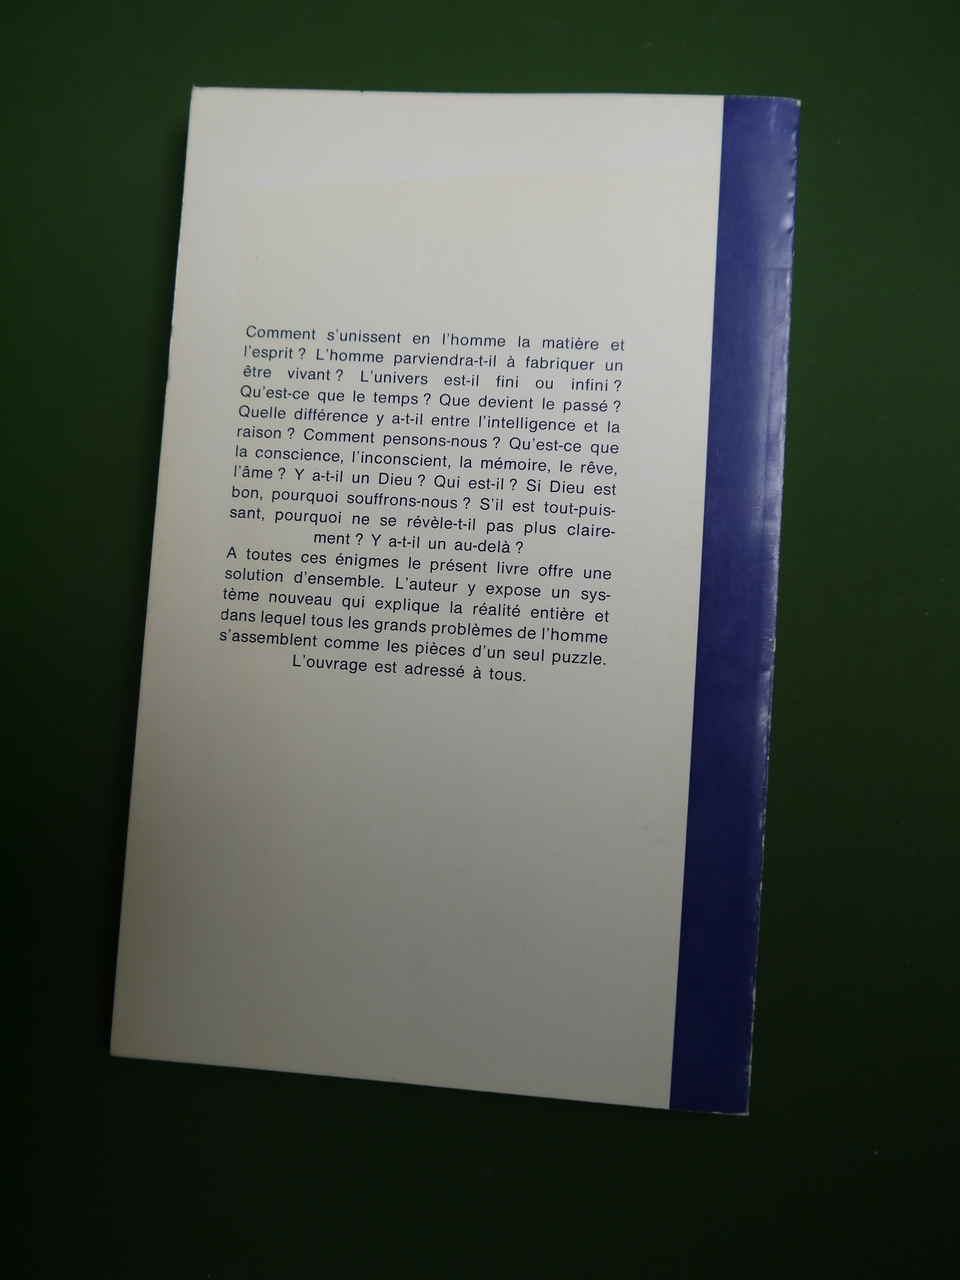 Comment s'unissent en l'homme la matière et
l'esprit ? L'homme parviendra-t-il à fabriquer un
être vivant ? L'univers est-il fini ou infini ?
Qu'est-ce que le temps ? Que devient le passé ?
Quelle différence y a-t-il entre l'intelligence et la
raison ? Comment pensons-nous ? Qu'est-ce que
la conscience, l'inconscient, la mémoire, le rêve,
l'âme ? Y a-t-il un Dieu ? Qui est-il ? Si Dieu est
bon, pourquoi souffrons-nous ? S'il est tout-puis-
sant, pourquoi ne se révèle-t-il pas plus claire-
ment ? Y a-t-il un au-delà ?
A toutes ces énigmes le présent livre offre une
solution d'ensemble. L'auteur y expose un sys-
tème nouveau qui explique la réalité entière et
dans lequel tous les grands problèmes de l'homme
s'assemblent comme les pièces d'un seul puzzle.
L'ouvrage est adressé à tous.